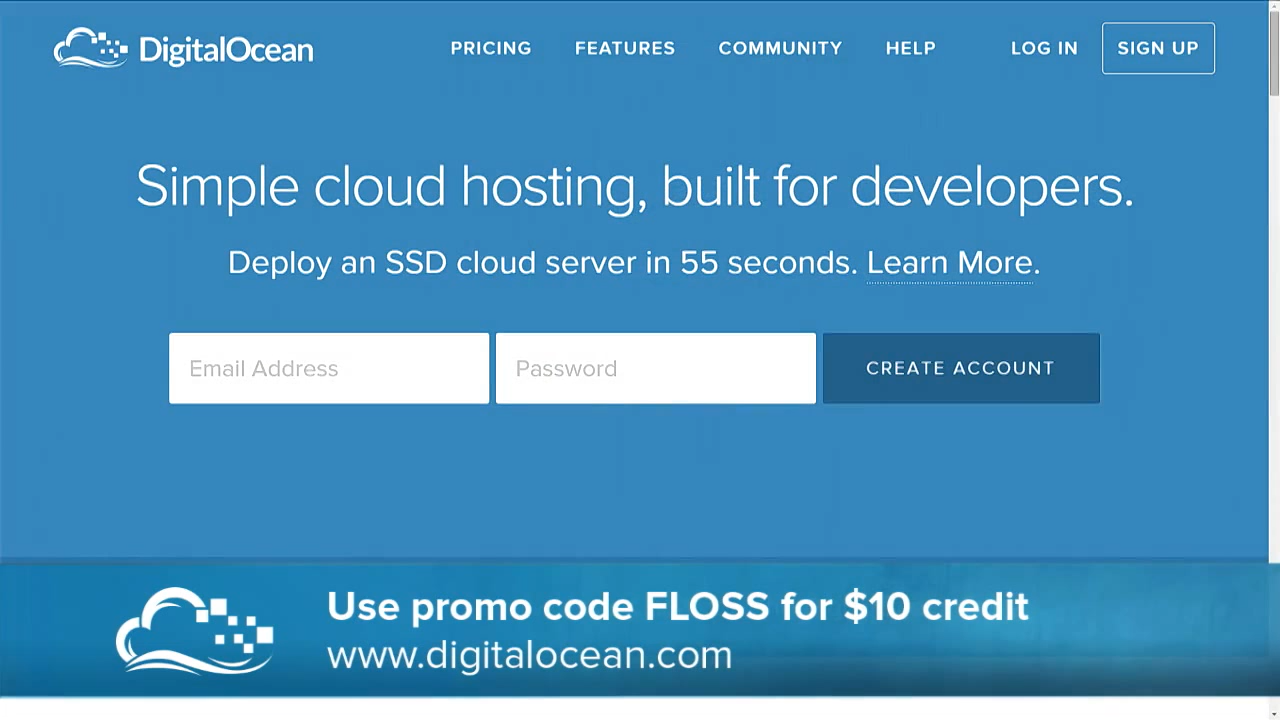 DigitalOcean PRICING FEATURES COMMUNITY HELP LOG IN SIGN UP
Simple cloud hosting, built for developers.
Deploy an SSD cloud server in 55 seconds. Learn More.
Email Address Password CREATE ACCOUNT
Use promo code FLOSS for $10 credit
www.digitalocean.com